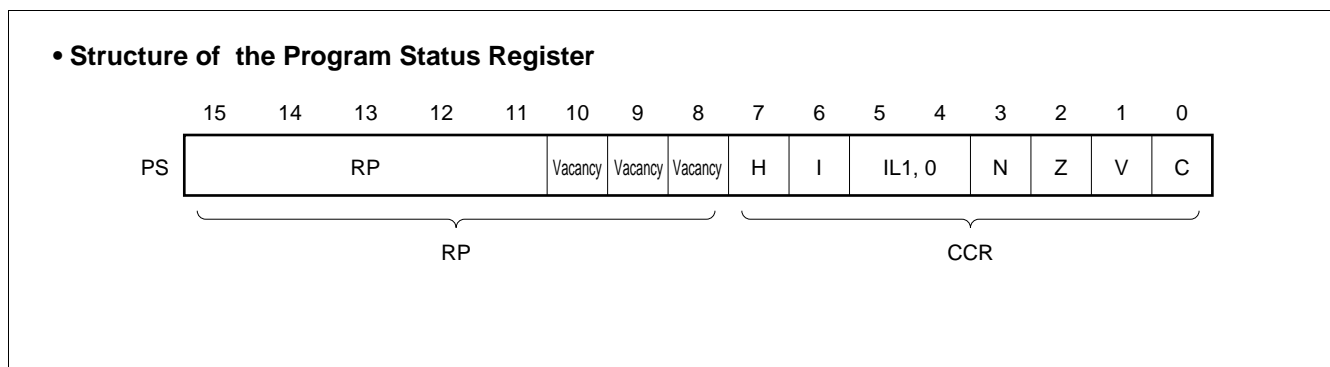 • Structure of the Program Status Register
15 14 13 12 11 10 9 8 7 6 5 4 3 2 1 0
PS RP Vacancy Vacancy Vacancy H I IL1, 0 N Z V C
RP CCR